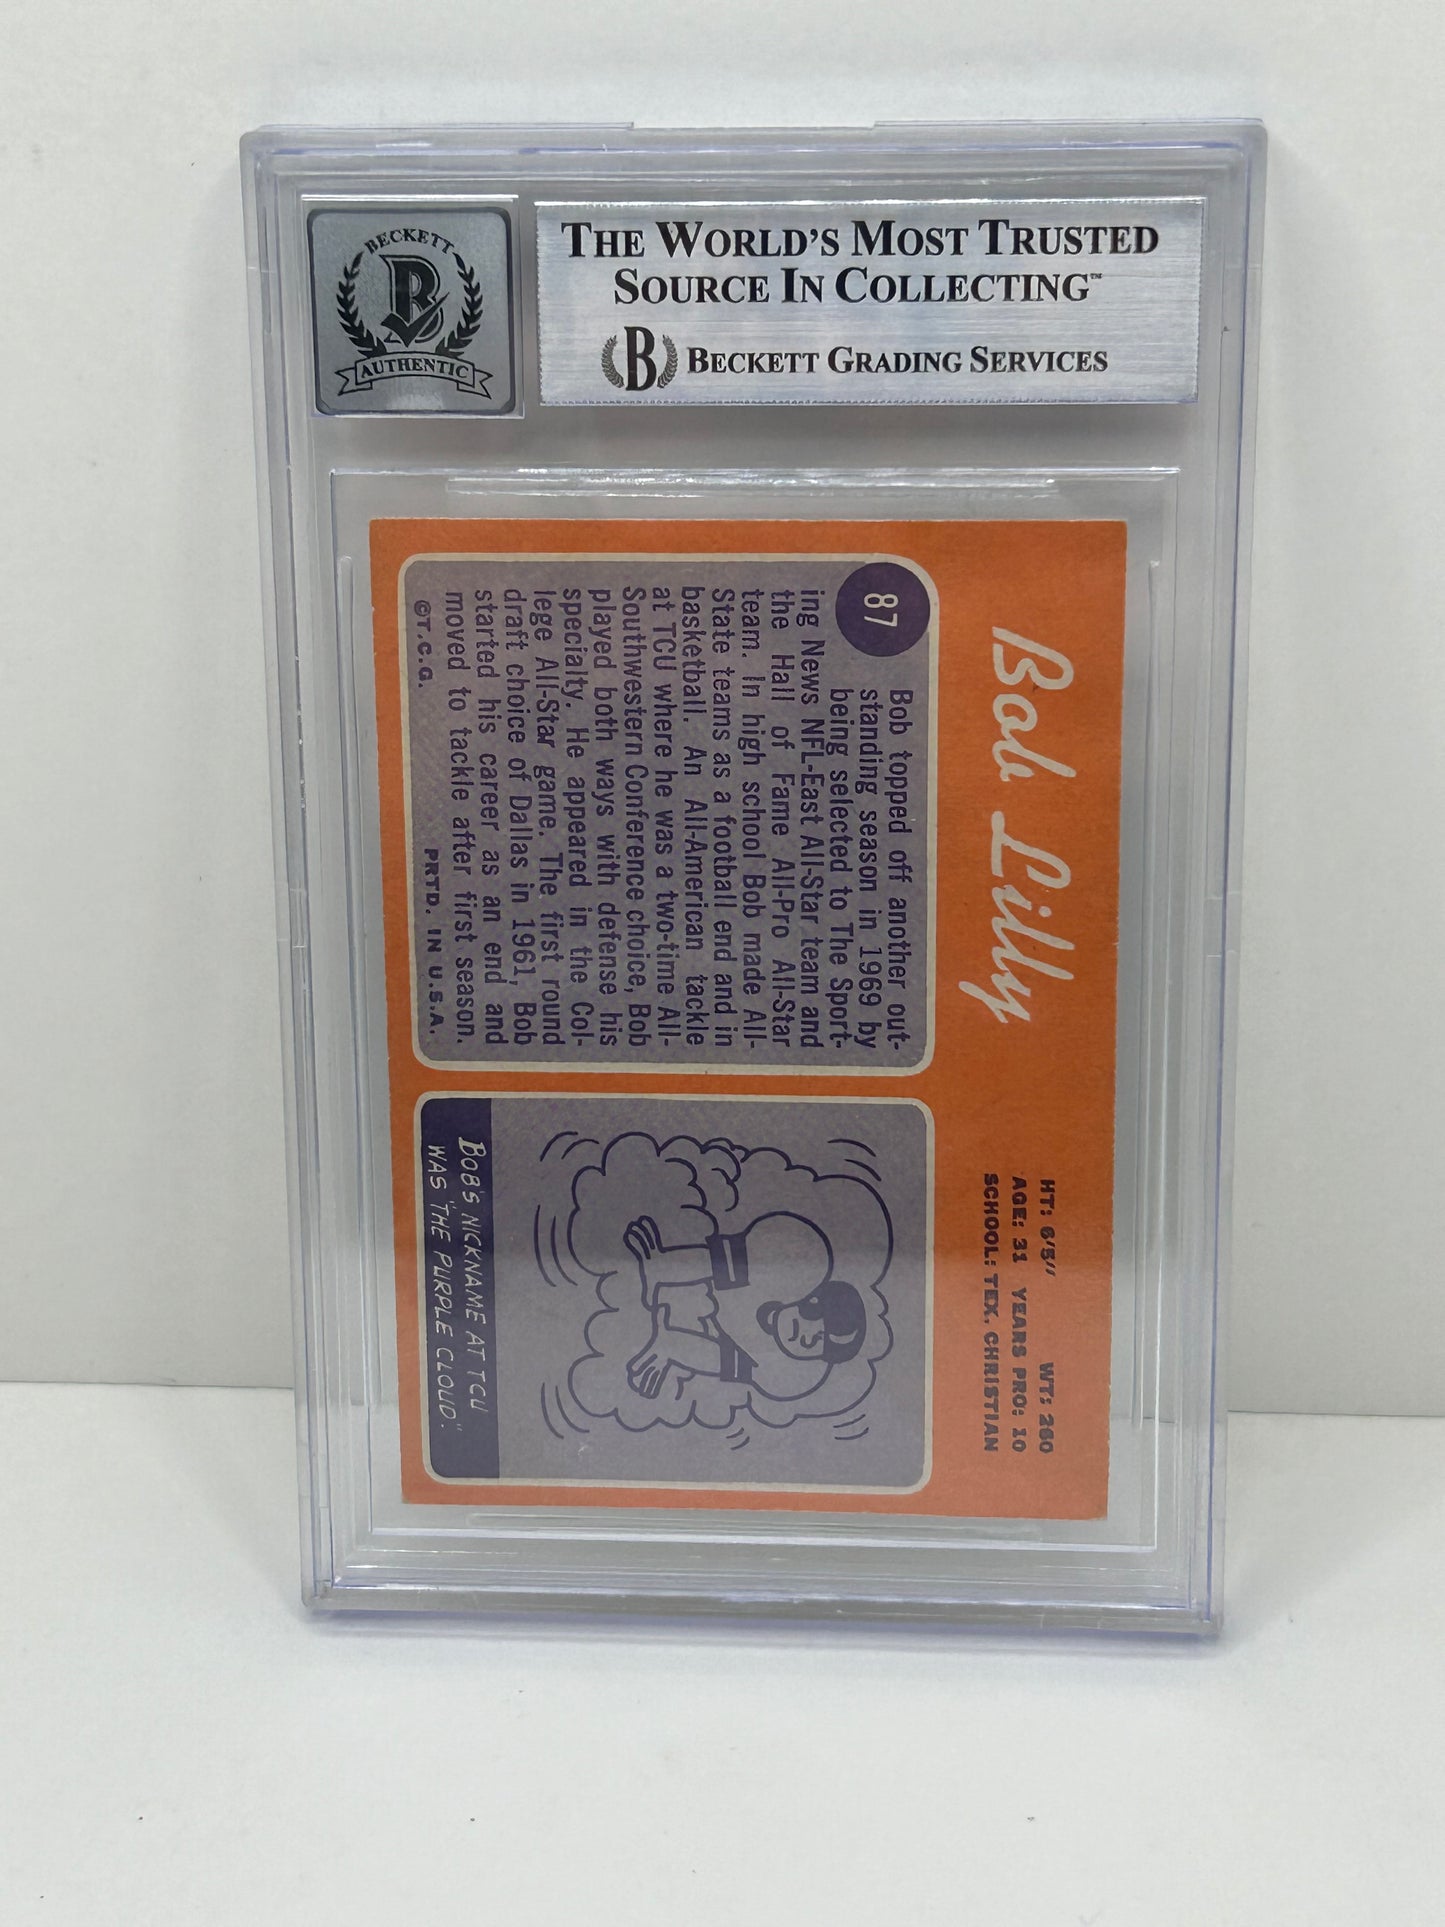 BECKETT
B
AUTHENTIC
THE WORLD'S MOST TRUSTED
SOURCE IN COLLECTING™
B BECKETT GRADING SERVICES
Bob Lilly
HT: 6'5" WT: 260
AGE: 31 YEARS PRO: 10
SCHOOL: TEX. CHRISTIAN
87
Bob topped off another out-
standing season in 1969 by
being selected to The Sport-
ing News NFL-East All-Star team and
the Hall of Fame All-Pro All-Star
team. In high school Bob made All-
State teams as a football end and in
basketball. An All-American tackle
at TCU where he was a two-time All-
Southwestern Conference choice, Bob
played both ways with defense his
specialty. He appeared in the Col-
lege All-Star game. The first round
draft choice of Dallas in 1961, Bob
started his career as an end and
moved to tackle after first season.
©T.C.G. PRTD. IN U.S.A.
BOB'S NICKNAME AT TCU
WAS "THE PURPLE CLOUD."